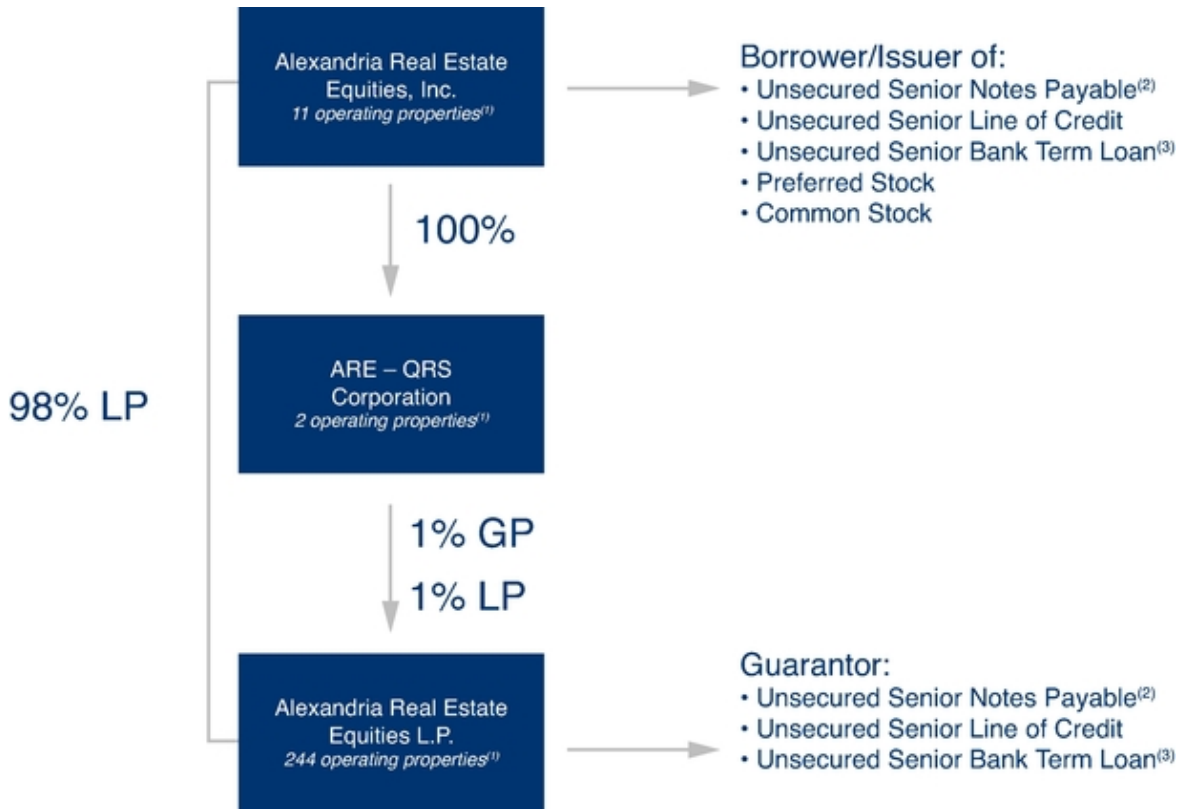 Alexandria Real Estate
Equities, Inc.
11 operating properties(1)
Borrower/Issuer of:
• Unsecured Senior Notes Payable(2)
• Unsecured Senior Line of Credit
• Unsecured Senior Bank Term Loan(3)
• Preferred Stock
• Common Stock
100%
98% LP
ARE – QRS
Corporation
2 operating properties(1)
1% GP
1% LP
Alexandria Real Estate
Equities L.P.
244 operating properties(1)
Guarantor:
• Unsecured Senior Notes Payable(2)
• Unsecured Senior Line of Credit
• Unsecured Senior Bank Term Loan(3)